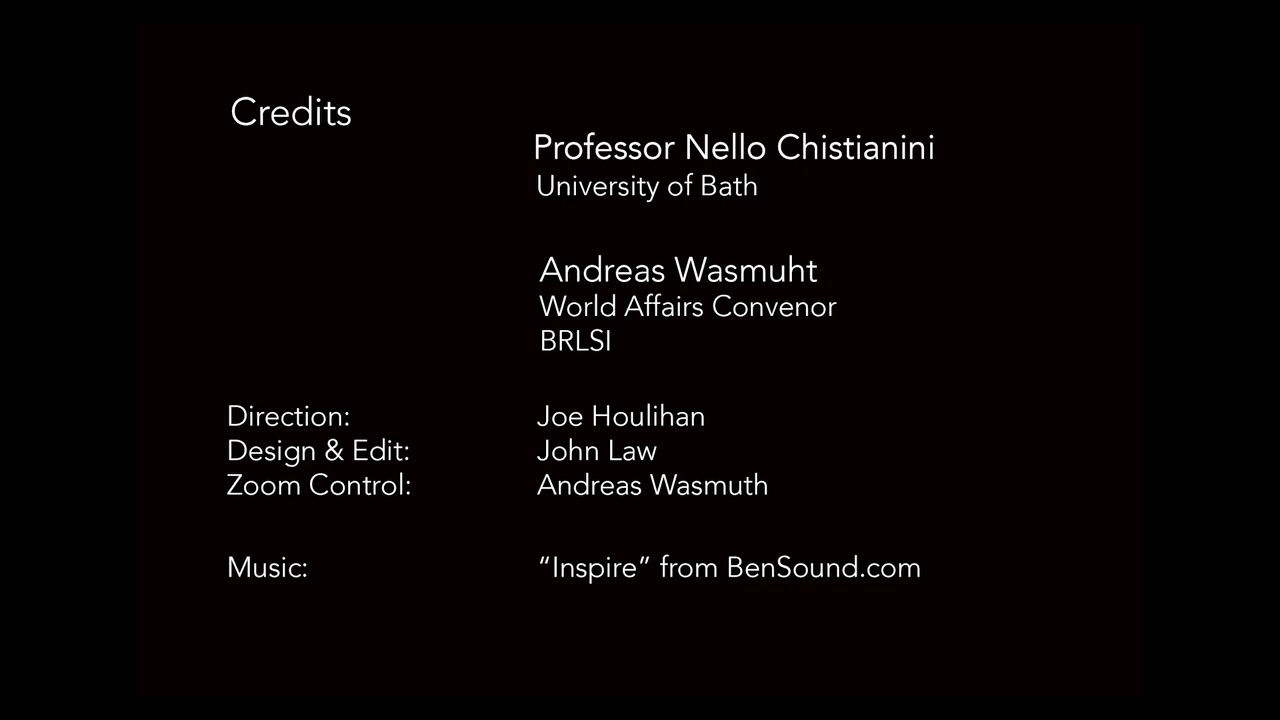 Credits
Professor Nello Chistianini
University of Bath
Andreas Wasmuht
World Affairs Convenor
BRLSI
Direction: Joe Houlihan
Design & Edit: John Law
Zoom Control: Andreas Wasmuth
Music: “Inspire” from BenSound.com